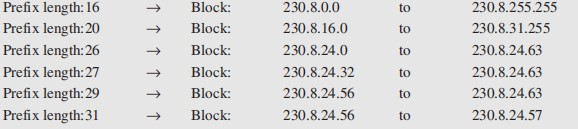 Prefix length:16 → Block: 230.8.0.0 to 230.8.255.255
Prefix length:20 → Block: 230.8.16.0 to 230.8.31.255
Prefix length:26 → Block: 230.8.24.0 to 230.8.24.63
Prefix length:27 → Block: 230.8.24.32 to 230.8.24.63
Prefix length:29 → Block: 230.8.24.56 to 230.8.24.63
Prefix length:31 → Block: 230.8.24.56 to 230.8.24.57